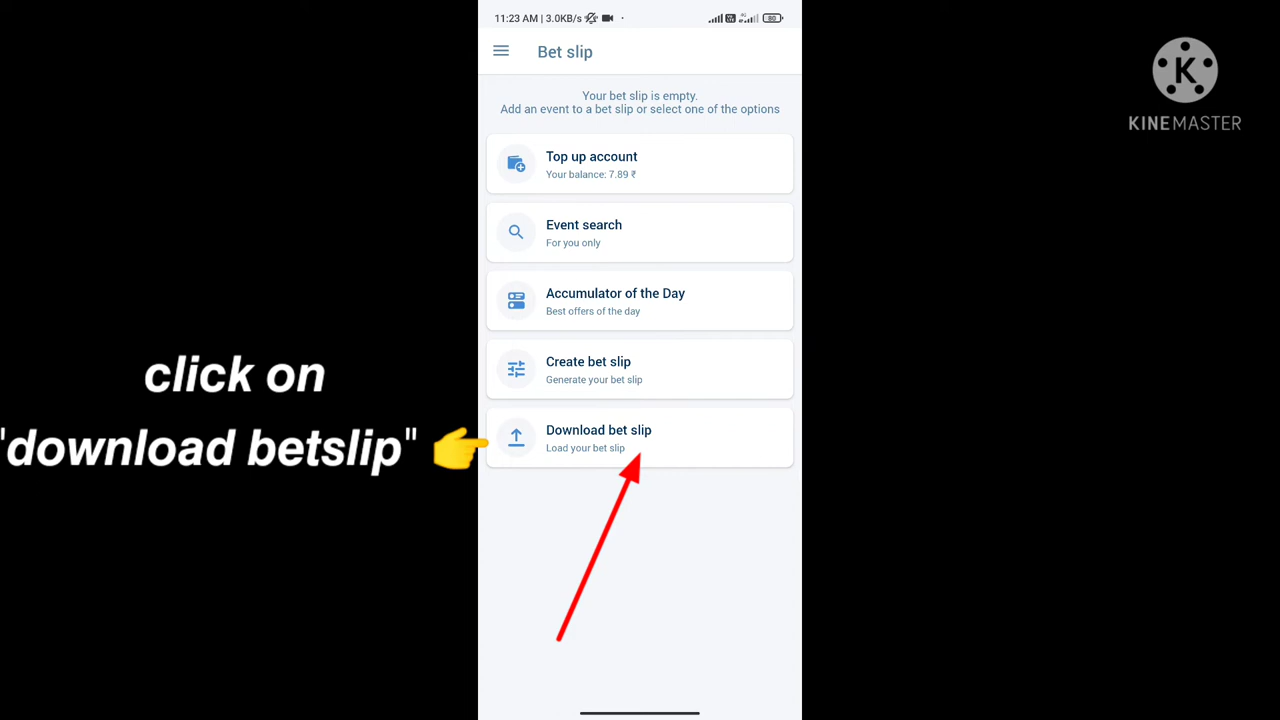 11:23 AM | 3.0KB/s
80
Bet slip
KINEMASTER
Your bet slip is empty.
Add an event to a bet slip or select one of the options
Top up account
Your balance: 7.89 ₹
Event search
For you only
Accumulator of the Day
Best offers of the day
Create bet slip
Generate your bet slip
Download bet slip
Load your bet slip
click on
"download betslip"